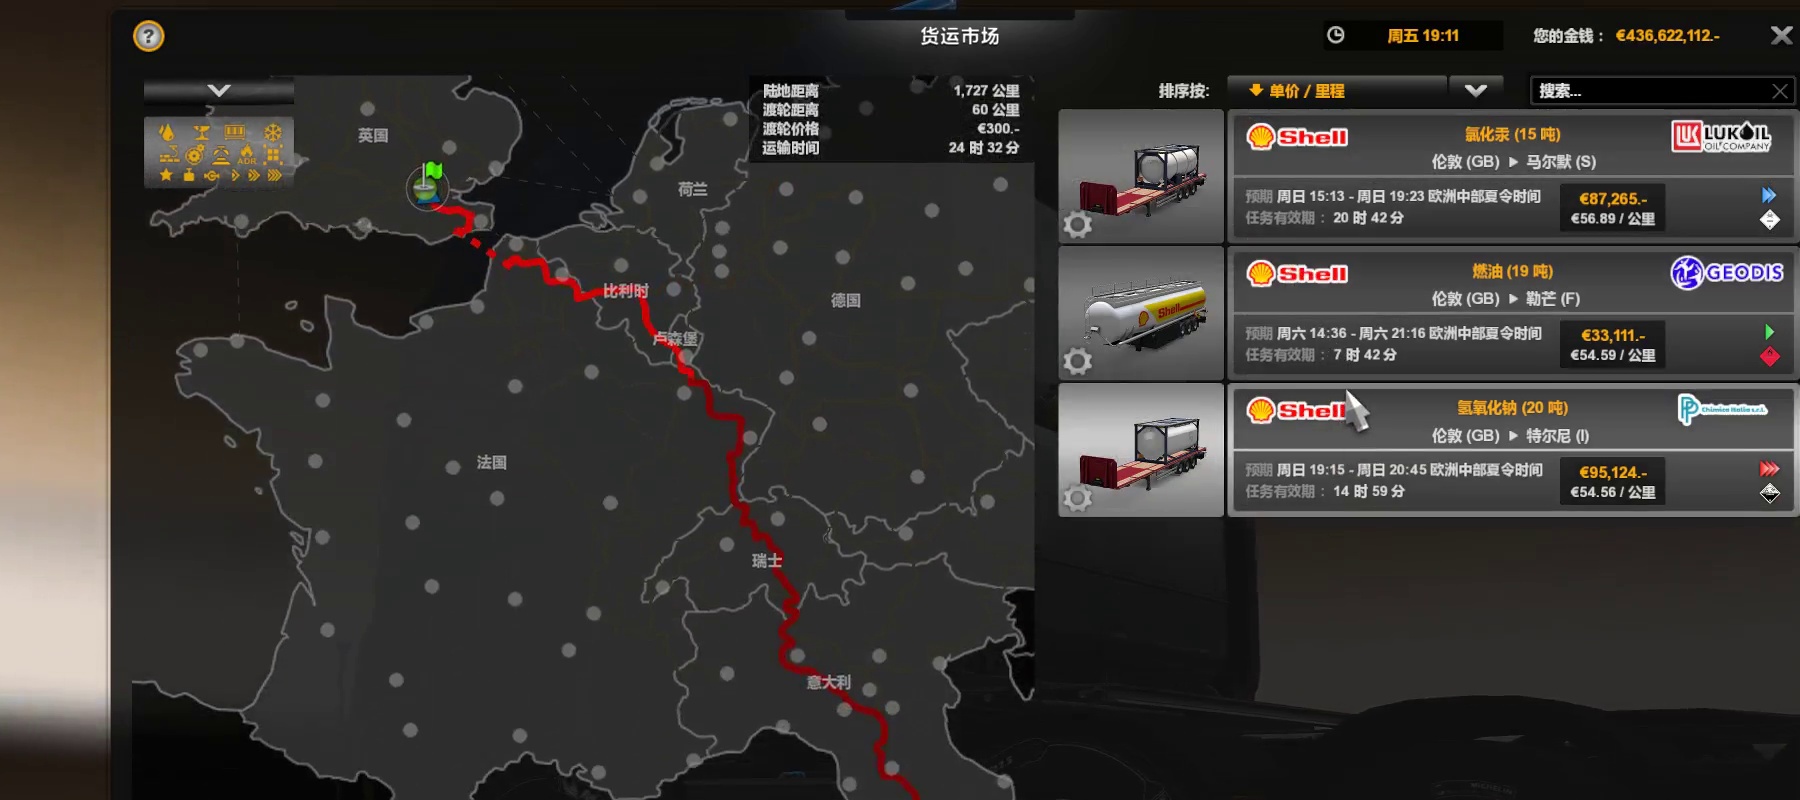 ?
货运市场
周五 19:11
您的金钱： €436,622,112.-
陆地距离 1,727 公里
渡轮距离 60 公里
渡轮价格 €300.-
运输时间 24 时 32 分
排序按:
单价 / 里程
搜索...
ADR
英国
荷兰
比利时
德国
卢森堡
法国
瑞士
意大利
Shell
氯化汞 (15 吨)
LUKOIL
OIL COMPANY
伦敦 (GB) ▶ 马尔默 (S)
预期 周日 15:13 - 周日 19:23 欧洲中部夏令时间
€87,265.-
任务有效期： 20 时 42 分
€56.89 / 公里
Shell
Shell
燃油 (19 吨)
GEODIS
伦敦 (GB) ▶ 勒芒 (F)
预期 周六 14:36 - 周六 21:16 欧洲中部夏令时间
€33,111.-
任务有效期： 7 时 42 分
€54.59 / 公里
Shell
氢氧化钠 (20 吨)
Chimica Italia s.r.l.
伦敦 (GB) ▶ 特尔尼 (I)
预期 周日 19:15 - 周日 20:45 欧洲中部夏令时间
€95,124.-
任务有效期： 14 时 59 分
€54.56 / 公里